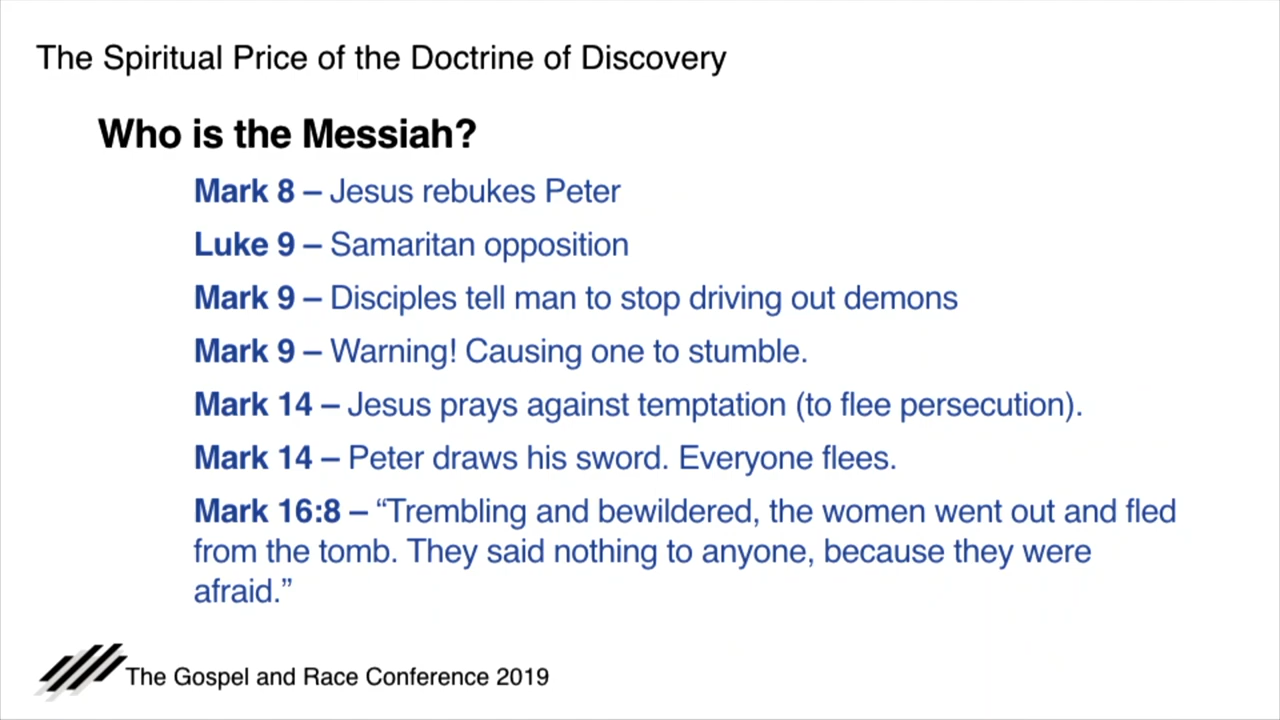 The Spiritual Price of the Doctrine of Discovery
Who is the Messiah?
Mark 8 – Jesus rebukes Peter
Luke 9 – Samaritan opposition
Mark 9 – Disciples tell man to stop driving out demons
Mark 9 – Warning! Causing one to stumble.
Mark 14 – Jesus prays against temptation (to flee persecution).
Mark 14 – Peter draws his sword. Everyone flees.
Mark 16:8 – “Trembling and bewildered, the women went out and fled
from the tomb. They said nothing to anyone, because they were
afraid.”
The Gospel and Race Conference 2019